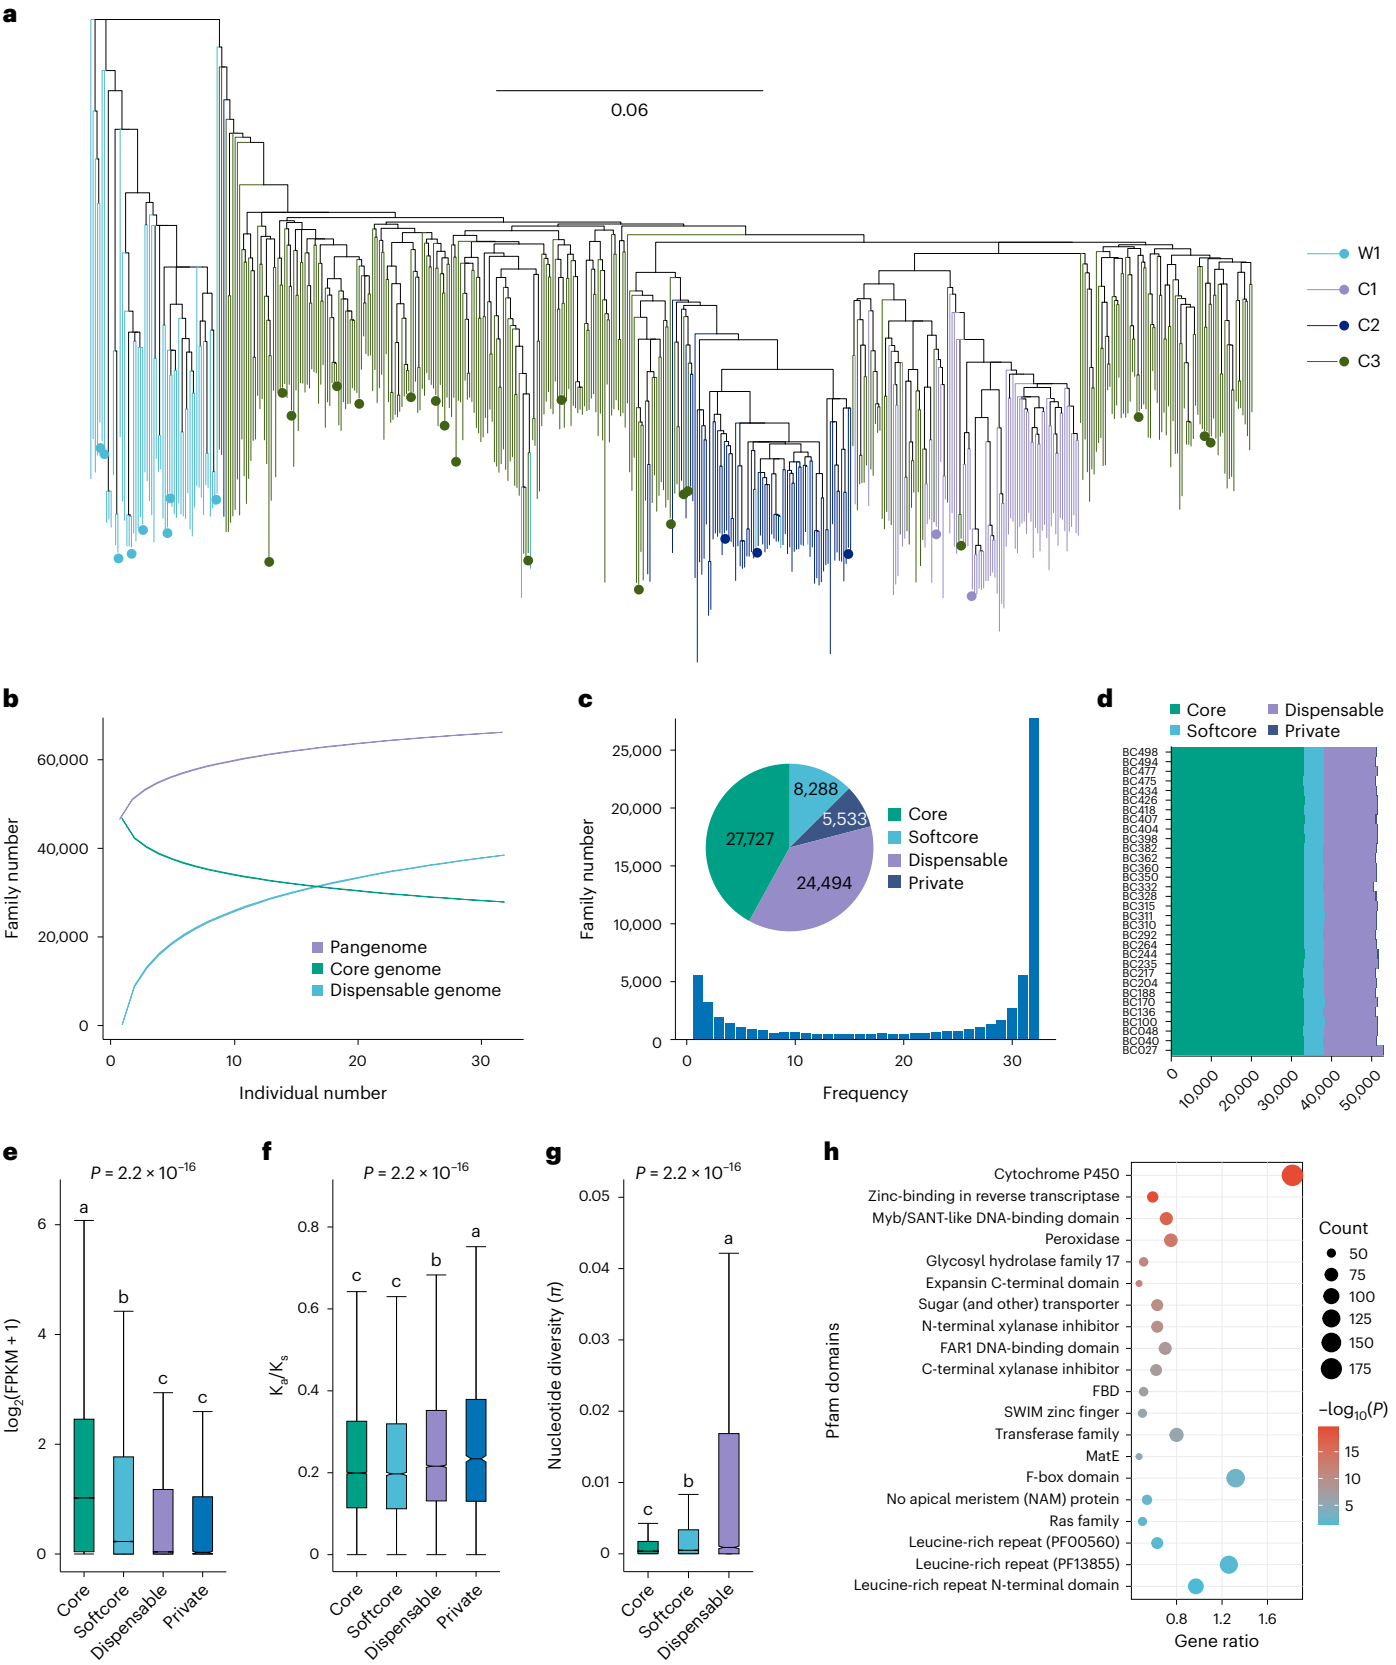 a
0.06
W1
C1
C2
C3
b
Family number
60,000
40,000
20,000
0
0
10
20
30
Individual number
Pangenome
Core genome
Dispensable genome
c
Family number
25,000
20,000
15,000
10,000
5,000
0
0
10
20
30
Frequency
8,288
5,533
27,727
24,494
Core
Softcore
Dispensable
Private
d
Core
Dispensable
Softcore
Private
BC498
BC494
BC477
BC475
BC434
BC426
BC418
BC407
BC404
BC398
BC382
BC362
BC360
BC350
BC332
BC328
BC315
BC311
BC310
BC292
BC264
BC244
BC235
BC217
BC204
BC188
BC170
BC136
BC100
BC048
BC040
BC027
0
10,000
20,000
30,000
40,000
50,000
e
P = 2.2 × 10⁻¹⁶
log₂(FPKM + 1)
6
4
2
0
a
b
c
c
Core
Softcore
Dispensable
Private
f
P = 2.2 × 10⁻¹⁶
Kₐ/Kₛ
0.8
0.6
0.4
0.2
0
c
c
b
a
Core
Softcore
Dispensable
Private
g
P = 2.2 × 10⁻¹⁶
Nucleotide diversity (π)
0.05
0.04
0.03
0.02
0.01
0
c
b
a
Core
Softcore
Dispensable
h
Pfam domains
Cytochrome P450
Zinc-binding in reverse transcriptase
Myb/SANT-like DNA-binding domain
Peroxidase
Glycosyl hydrolase family 17
Expansin C-terminal domain
Sugar (and other) transporter
N-terminal xylanase inhibitor
FAR1 DNA-binding domain
C-terminal xylanase inhibitor
FBD
SWIM zinc finger
Transferase family
MatE
F-box domain
No apical meristem (NAM) protein
Ras family
Leucine-rich repeat (PF00560)
Leucine-rich repeat (PF13855)
Leucine-rich repeat N-terminal domain
0.8
1.2
1.6
Gene ratio
Count
50
75
100
125
150
175
−log₁₀(P)
15
10
5